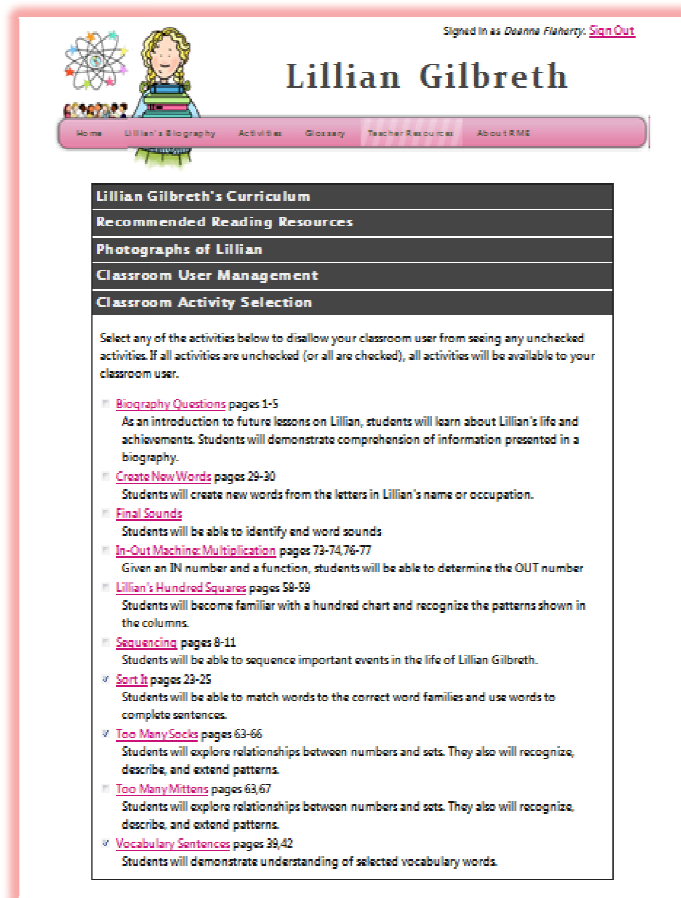 Signed in as Deanna Flaherty. Sign Out
Lillian Gilbreth
Home Lillian's Biography Activities Glossary Teacher Resources About RME
Lillian Gilbreth's Curriculum
Recommended Reading Resources
Photographs of Lillian
Classroom User Management
Classroom Activity Selection
Select any of the activities below to disallow your classroom user from seeing any unchecked
activities. If all activities are unchecked (or all are checked), all activities will be available to your
classroom user.
Biography Questions pages 1-5
As an introduction to future lessons on Lillian, students will learn about Lillian's life and
achievements. Students will demonstrate comprehension of information presented in a
biography.
Create New Words pages 29-30
Students will create new words from the letters in Lillian's name or occupation.
Final Sounds
Students will be able to identify end word sounds
In-Out Machine: Multiplication pages 73-74,76-77
Given an IN number and a function, students will be able to determine the OUT number
Lillian's Hundred Squares pages 58-59
Students will become familiar with a hundred chart and recognize the patterns shown in
the columns.
Sequencing pages 8-11
Students will be able to sequence important events in the life of Lillian Gilbreth.
Sort It pages 23-25
Students will be able to match words to the correct word families and use words to
complete sentences.
Too Many Socks pages 63-66
Students will explore relationships between numbers and sets. They also will recognize,
describe, and extend patterns.
Too Many Mittens pages 63,67
Students will explore relationships between numbers and sets. They also will recognize,
describe, and extend patterns.
Vocabulary Sentences pages 39,42
Students will demonstrate understanding of selected vocabulary words.